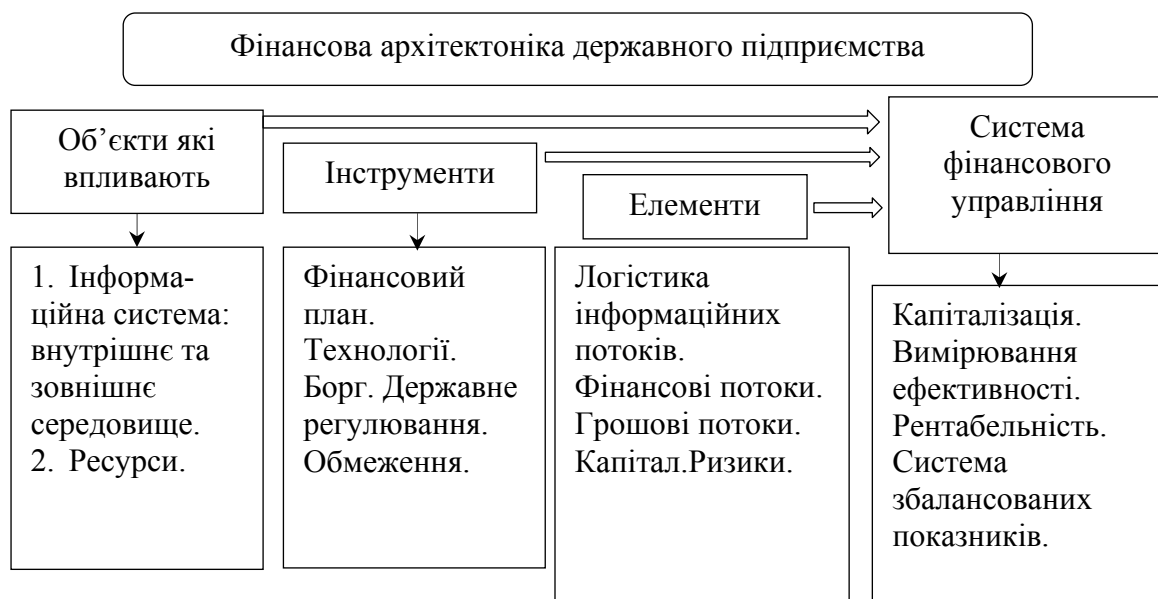 Фінансова архітектоніка державного підприємства
Об’єкти які
впливають
Інструменти
Елементи
Система
фінансового
управління
1. Інформа-
ційна система:
внутрішнє та
зовнішнє
середовище.
2. Ресурси.
Фінансовий
план.
Технології.
Борг. Державне
регулювання.
Обмеження.
Логістика
інформаційних
потоків.
Фінансові потоки.
Грошові потоки.
Капітал.Ризики.
Капіталізація.
Вимірювання
ефективності.
Рентабельність.
Система
збалансованих
показників.